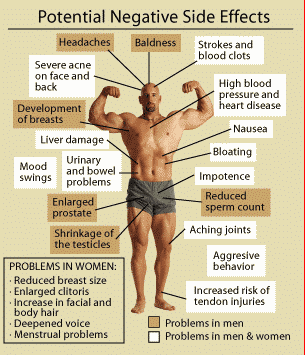 Potential Negative Side Effects
Headaches
Baldness
Strokes and
blood clots
Severe acne
on face and
back
High blood
pressure and
heart disease
Development
of breasts
Nausea
Liver damage
Bloating
Mood
swings
Urinary
and bowel
problems
Impotence
Enlarged
prostate
Reduced
sperm count
Shrinkage of
the testicles
Aching joints
Aggresive
behavior
PROBLEMS IN WOMEN:
· Reduced breast size
· Enlarged clitoris
· Increase in facial and
body hair
· Deepened voice
· Menstrual problems
Increased risk of
tendon injuries
Problems in men
Problems in men & women